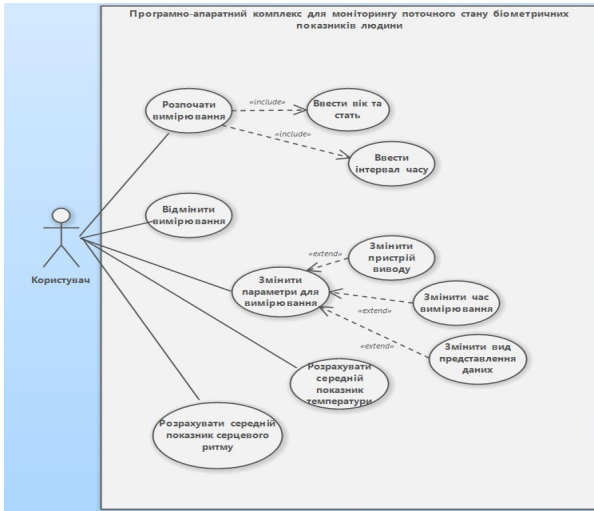 Програмно-апаратний комплекс для моніторингу поточного стану біометричних
показників людини
Розпочати
вимірювання
«include»
Ввести вік та
стать
«include»
Ввести
інтервал часу
Відмінити
вимірювання
Користувач
Змінити
параметри для
вимірювання
«extend»
Змінити
пристрій
виводу
«extend»
Змінити час
вимірювання
«extend»
Змінити вид
представлення
даних
Розрахувати
середній
показник
температури
Розрахувати середній
показник серцевого
ритму